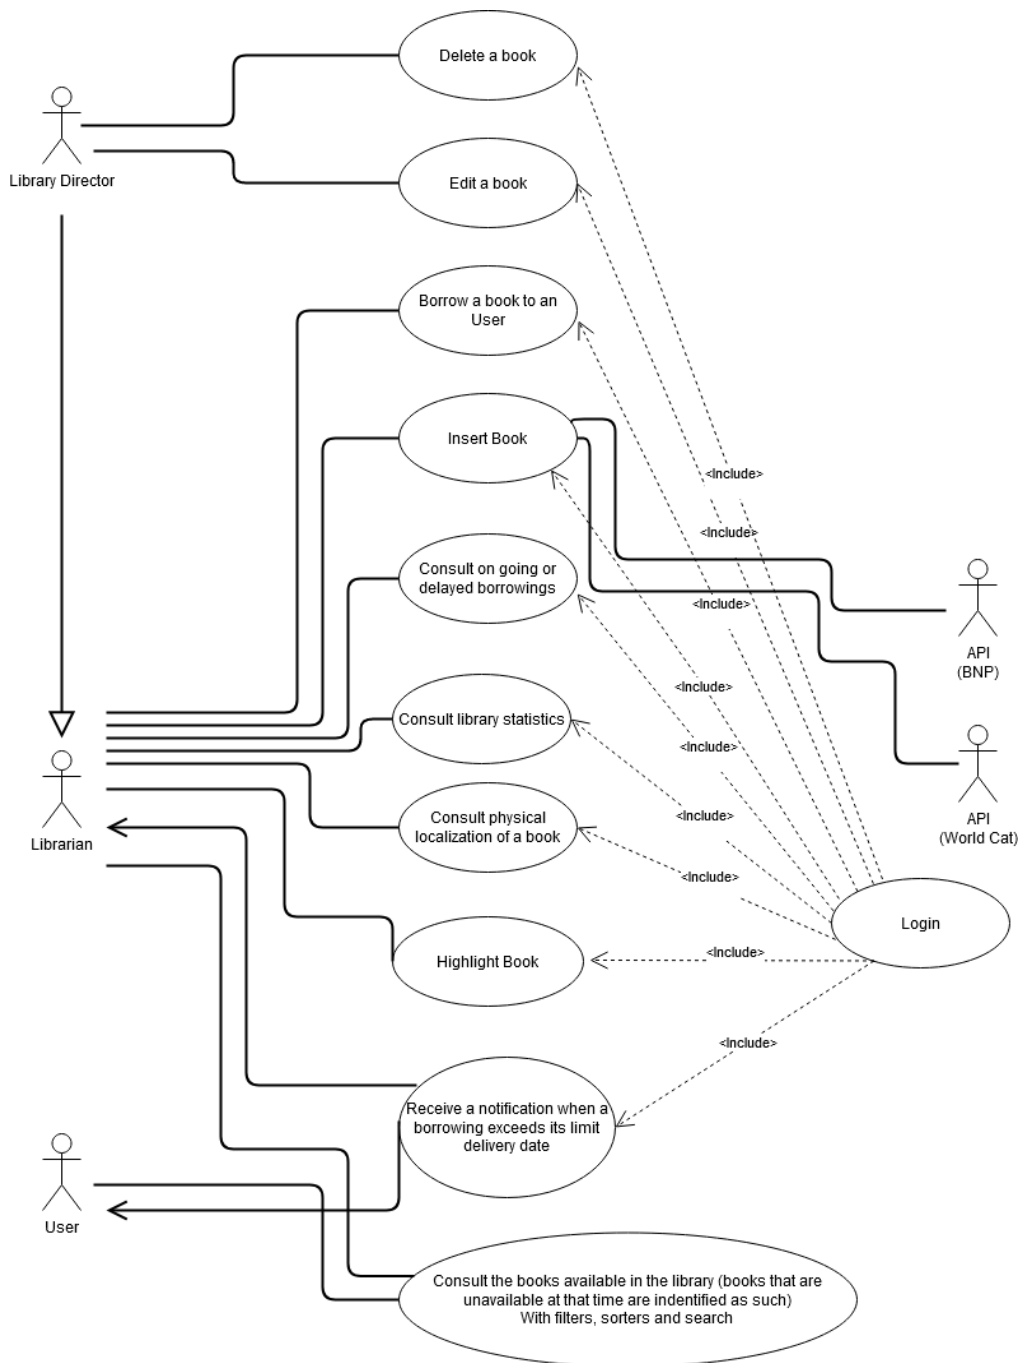 Delete a book
Library Director
Edit a book
Borrow a book to an
User
Insert Book
<Include>
<Include>
Consult on going or
delayed borrowings
<Include>
API
(BNP)
<Include>
Consult library statistics
<Include>
Librarian
Consult physical
localization of a book
<Include>
API
(World Cat)
<Include>
Login
Highlight Book
<Include>
<Include>
Receive a notification when a
borrowing exceeds its limit
delivery date
User
Consult the books available in the library (books that are
unavailable at that time are indentified as such)
With filters, sorters and search